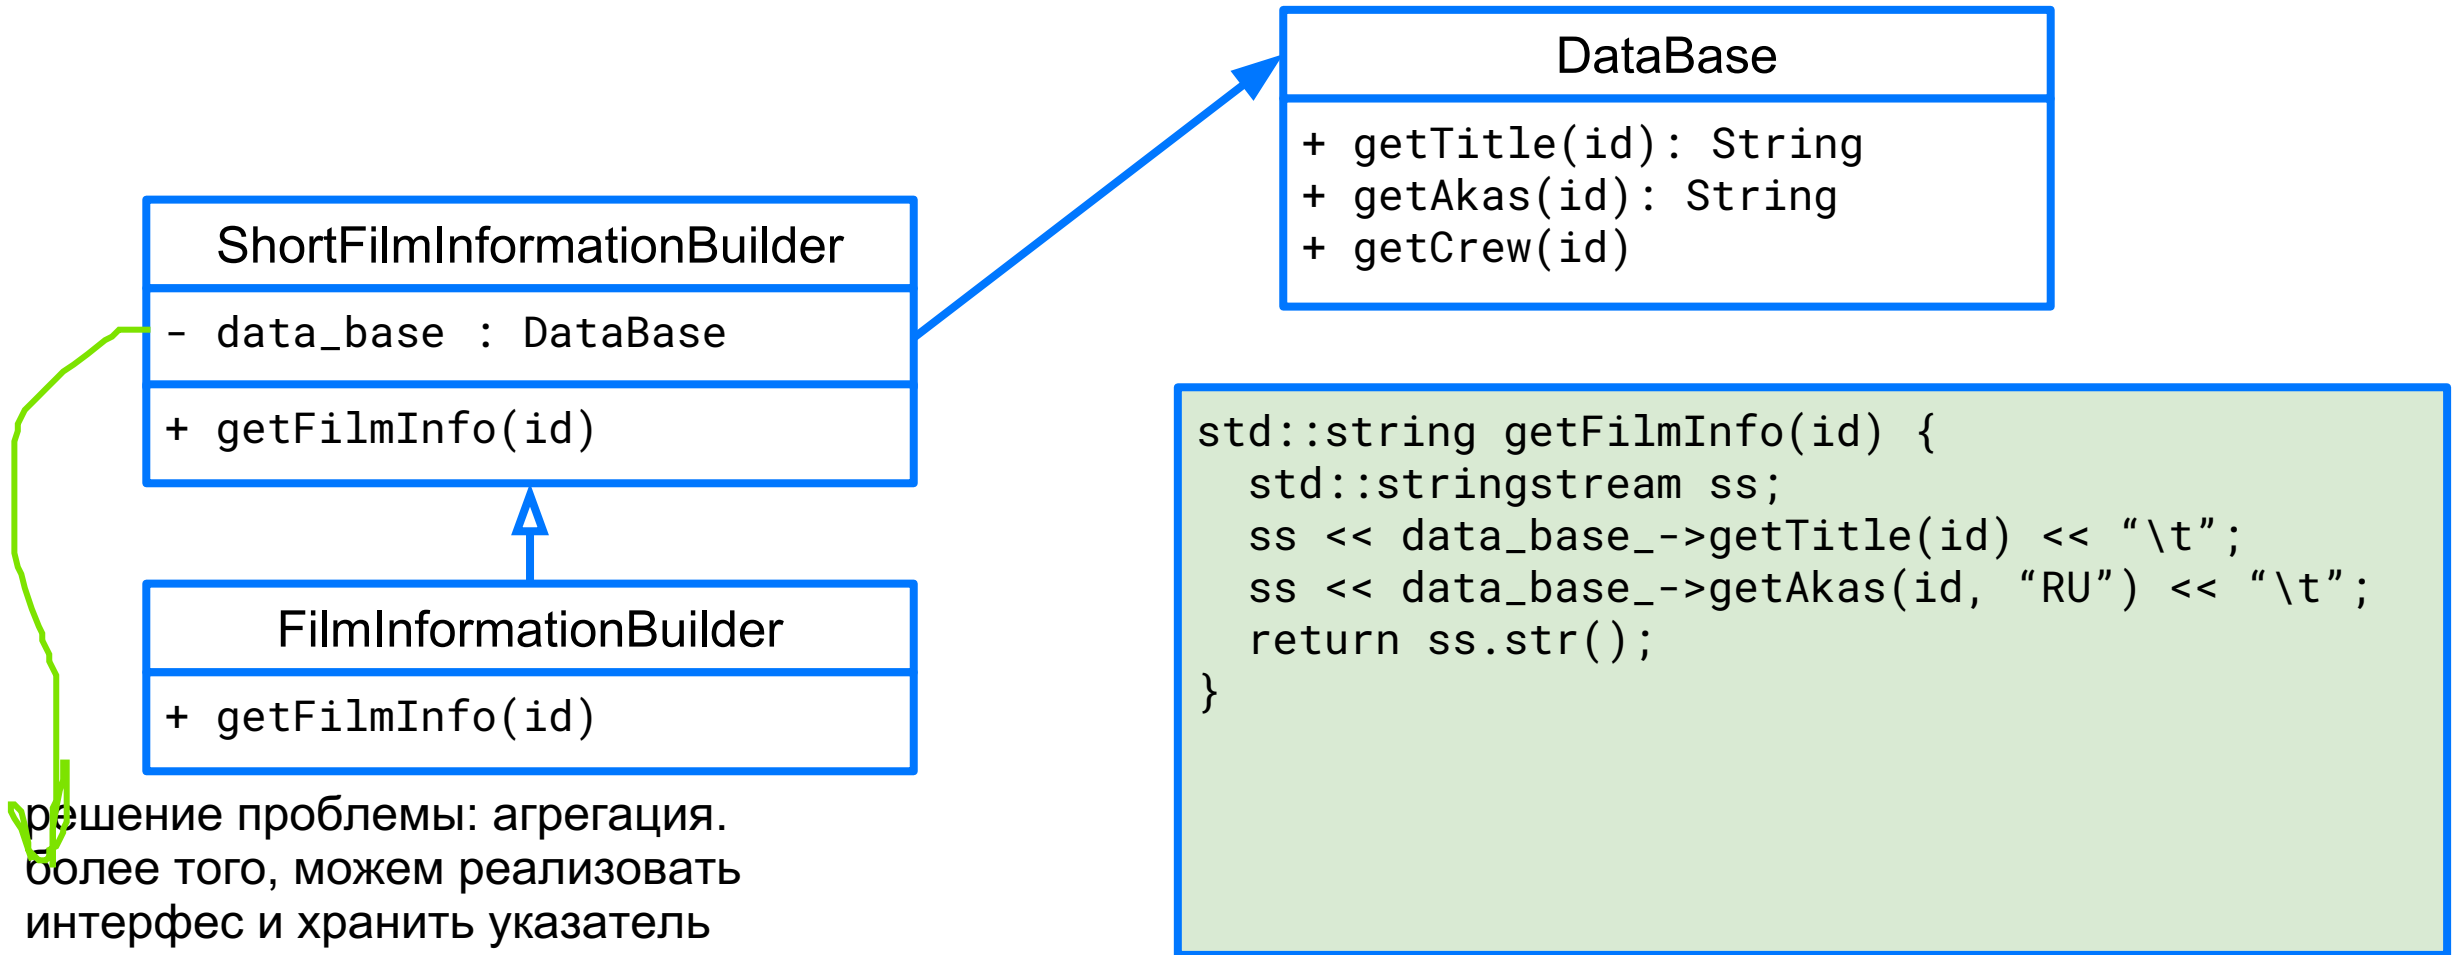 DataBase
+ getTitle(id): String
+ getAkas(id): String
+ getCrew(id)
ShortFilmInformationBuilder
- data_base : DataBase
+ getFilmInfo(id)
FilmInformationBuilder
+ getFilmInfo(id)
решение проблемы: агрегация.
более того, можем реализовать
интерфес и хранить указатель
std::string getFilmInfo(id) {
  std::stringstream ss;
  ss << data_base_->getTitle(id) << “\t”;
  ss << data_base_->getAkas(id, “RU”) << “\t”;
  return ss.str();
}